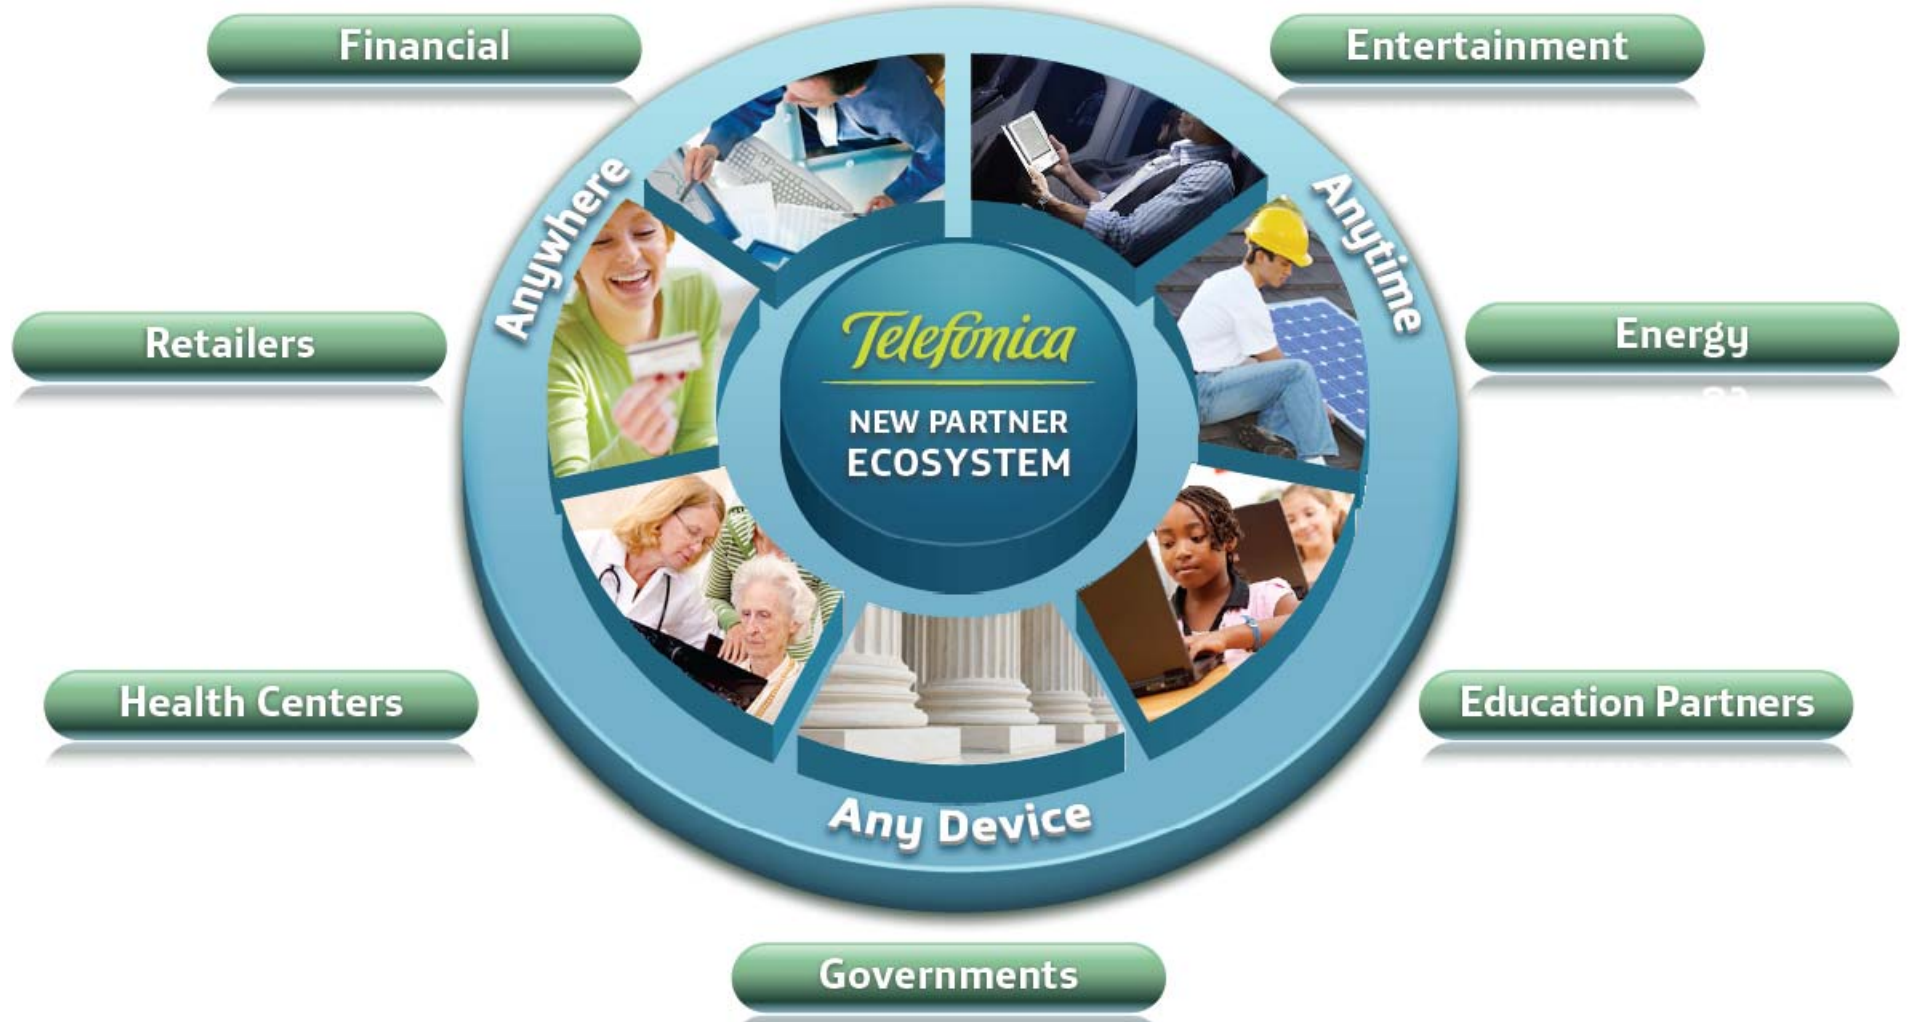 Financial
Entertainment
Anywhere
Anytime
Retailers
Telefónica
Energy
NEW PARTNER
ECOSYSTEM
Health Centers
Education Partners
Any Device
Governments